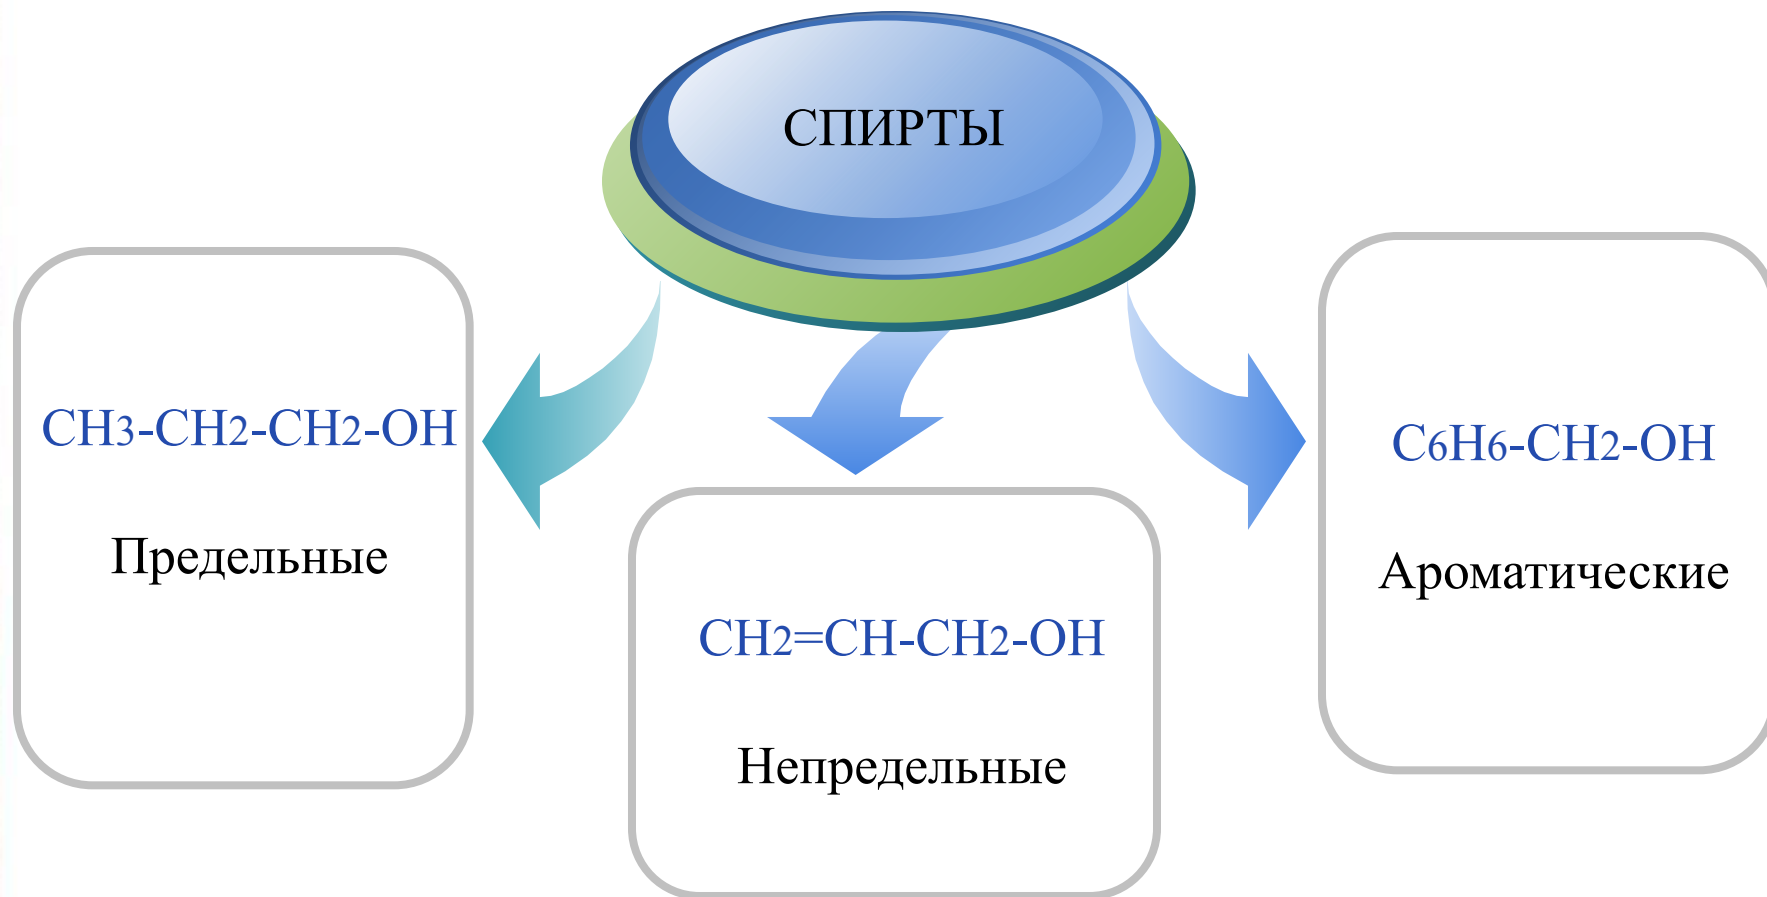 СПИРТЫ
CH3-CH2-CH2-OH
Предельные
CH2=CH-CH2-OH
Непредельные
C6H6-CH2-OH
Ароматические